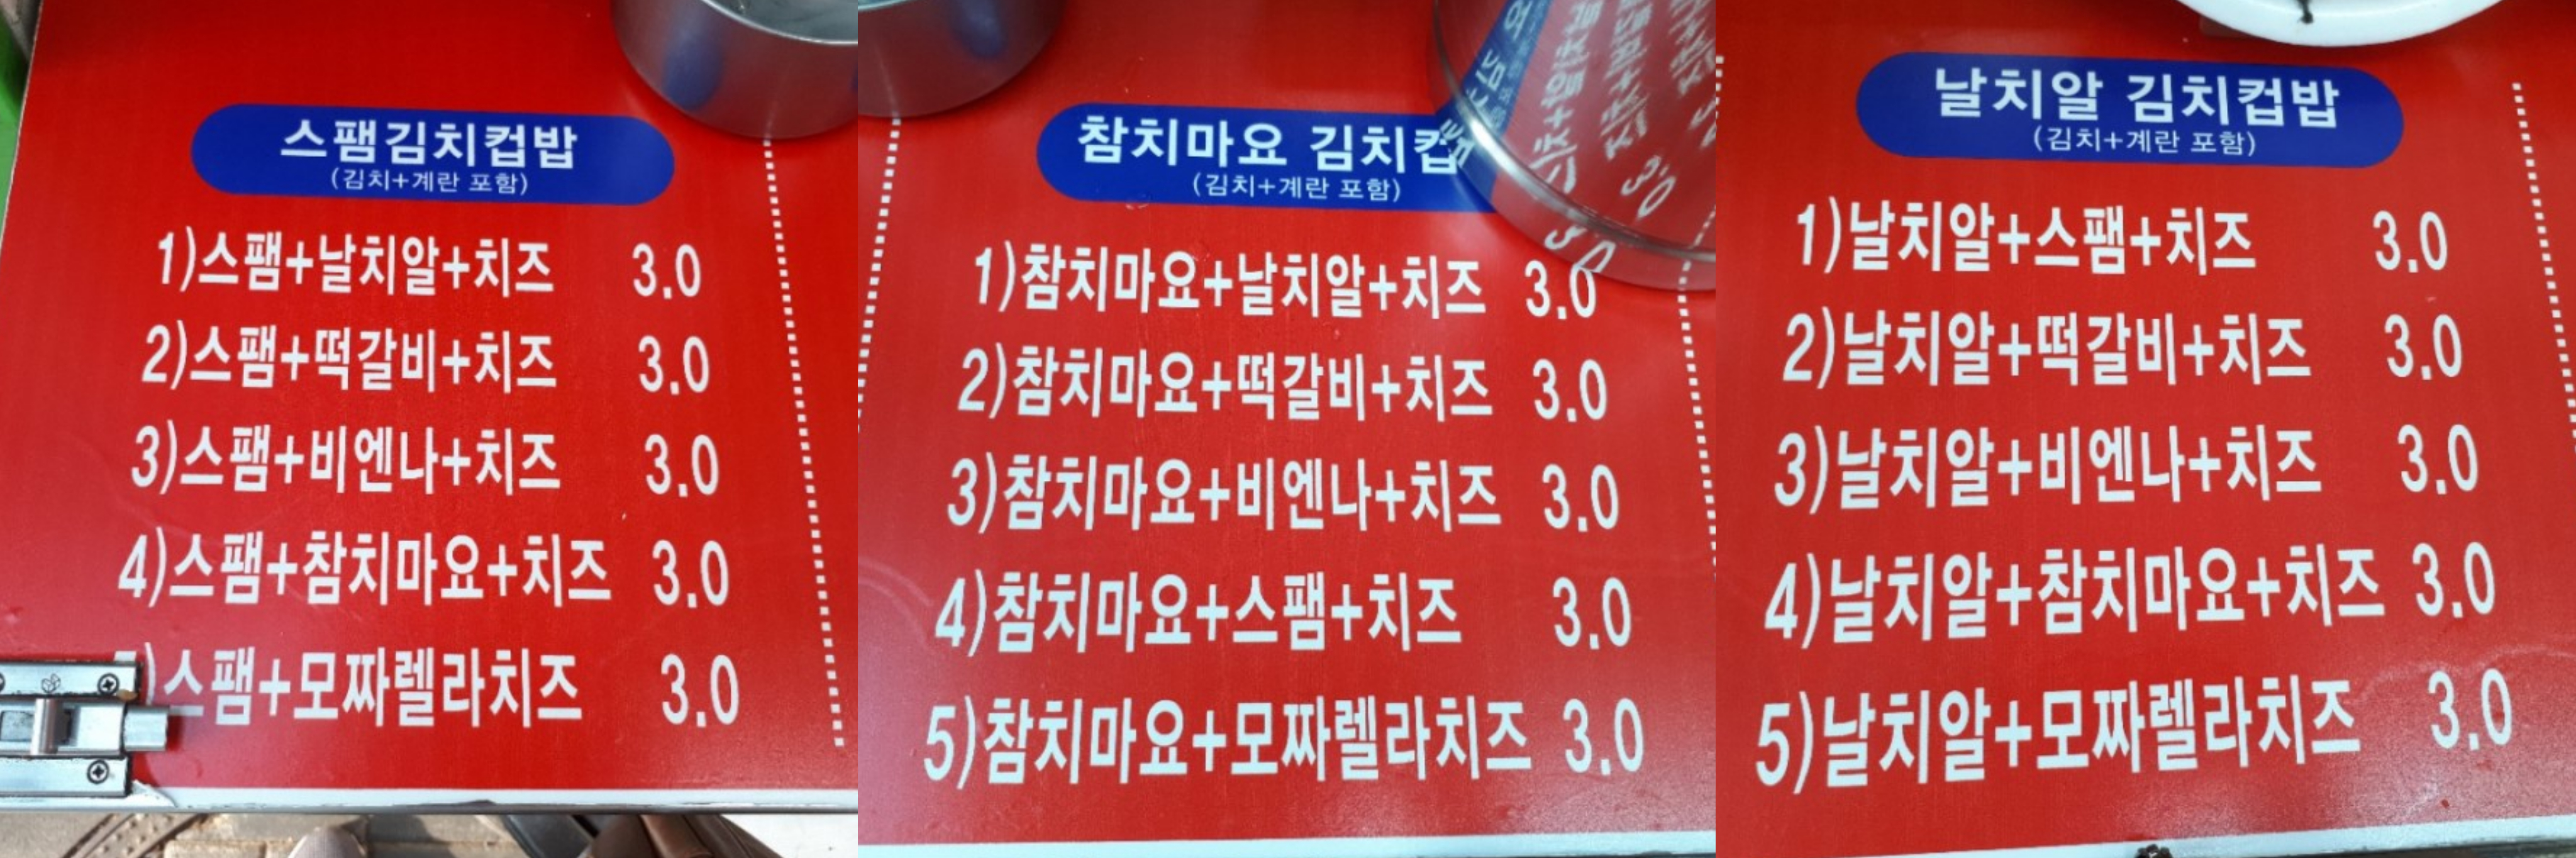 스팸김치컵밥
(김치+계란 포함)
1)스팸+날치알+치즈 3.0
2)스팸+떡갈비+치즈 3.0
3)스팸+비엔나+치즈 3.0
4)스팸+참치마요+치즈 3.0
스팸+모짜렐라치즈 3.0
참치마요 김치컵
(김치+계란 포함)
1)참치마요+날치알+치즈 3.0
2)참치마요+떡갈비+치즈 3.0
3)참치마요+비엔나+치즈 3.0
4)참치마요+스팸+치즈 3.0
5)참치마요+모짜렐라치즈 3.0
날치알 김치컵밥
(김치+계란 포함)
1)날치알+스팸+치즈 3.0
2)날치알+떡갈비+치즈 3.0
3)날치알+비엔나+치즈 3.0
4)날치알+참치마요+치즈 3.0
5)날치알+모짜렐라치즈 3.0